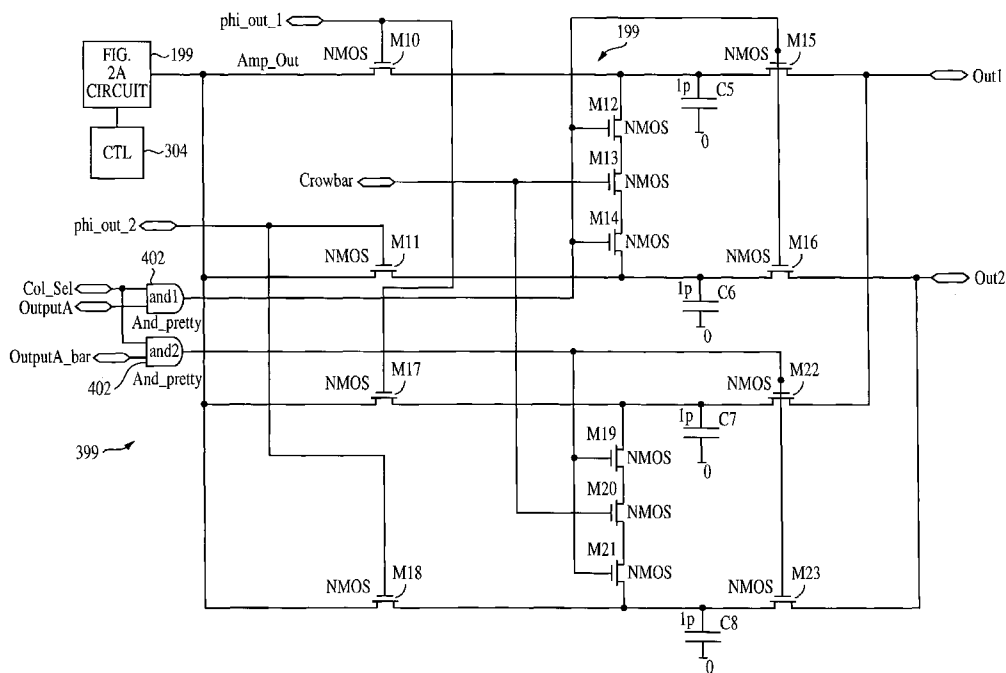 phi_out_1
FIG.
2A
CIRCUIT
199
Amp_Out
NMOS
M10
199
NMOS
M15
Out1
1p
C5
0
M12
NMOS
CTL
304
M13
NMOS
Crowbar
M14
NMOS
phi_out_2
NMOS
M11
NMOS
M16
Out2
1p
C6
0
402
Col_Sel
and1
OutputA
And_pretty
and2
OutputA_bar
402
And_pretty
NMOS
M17
NMOS
M22
1p
C7
0
399
M19
NMOS
M20
NMOS
M21
NMOS
NMOS
M18
NMOS
M23
1p
C8
0